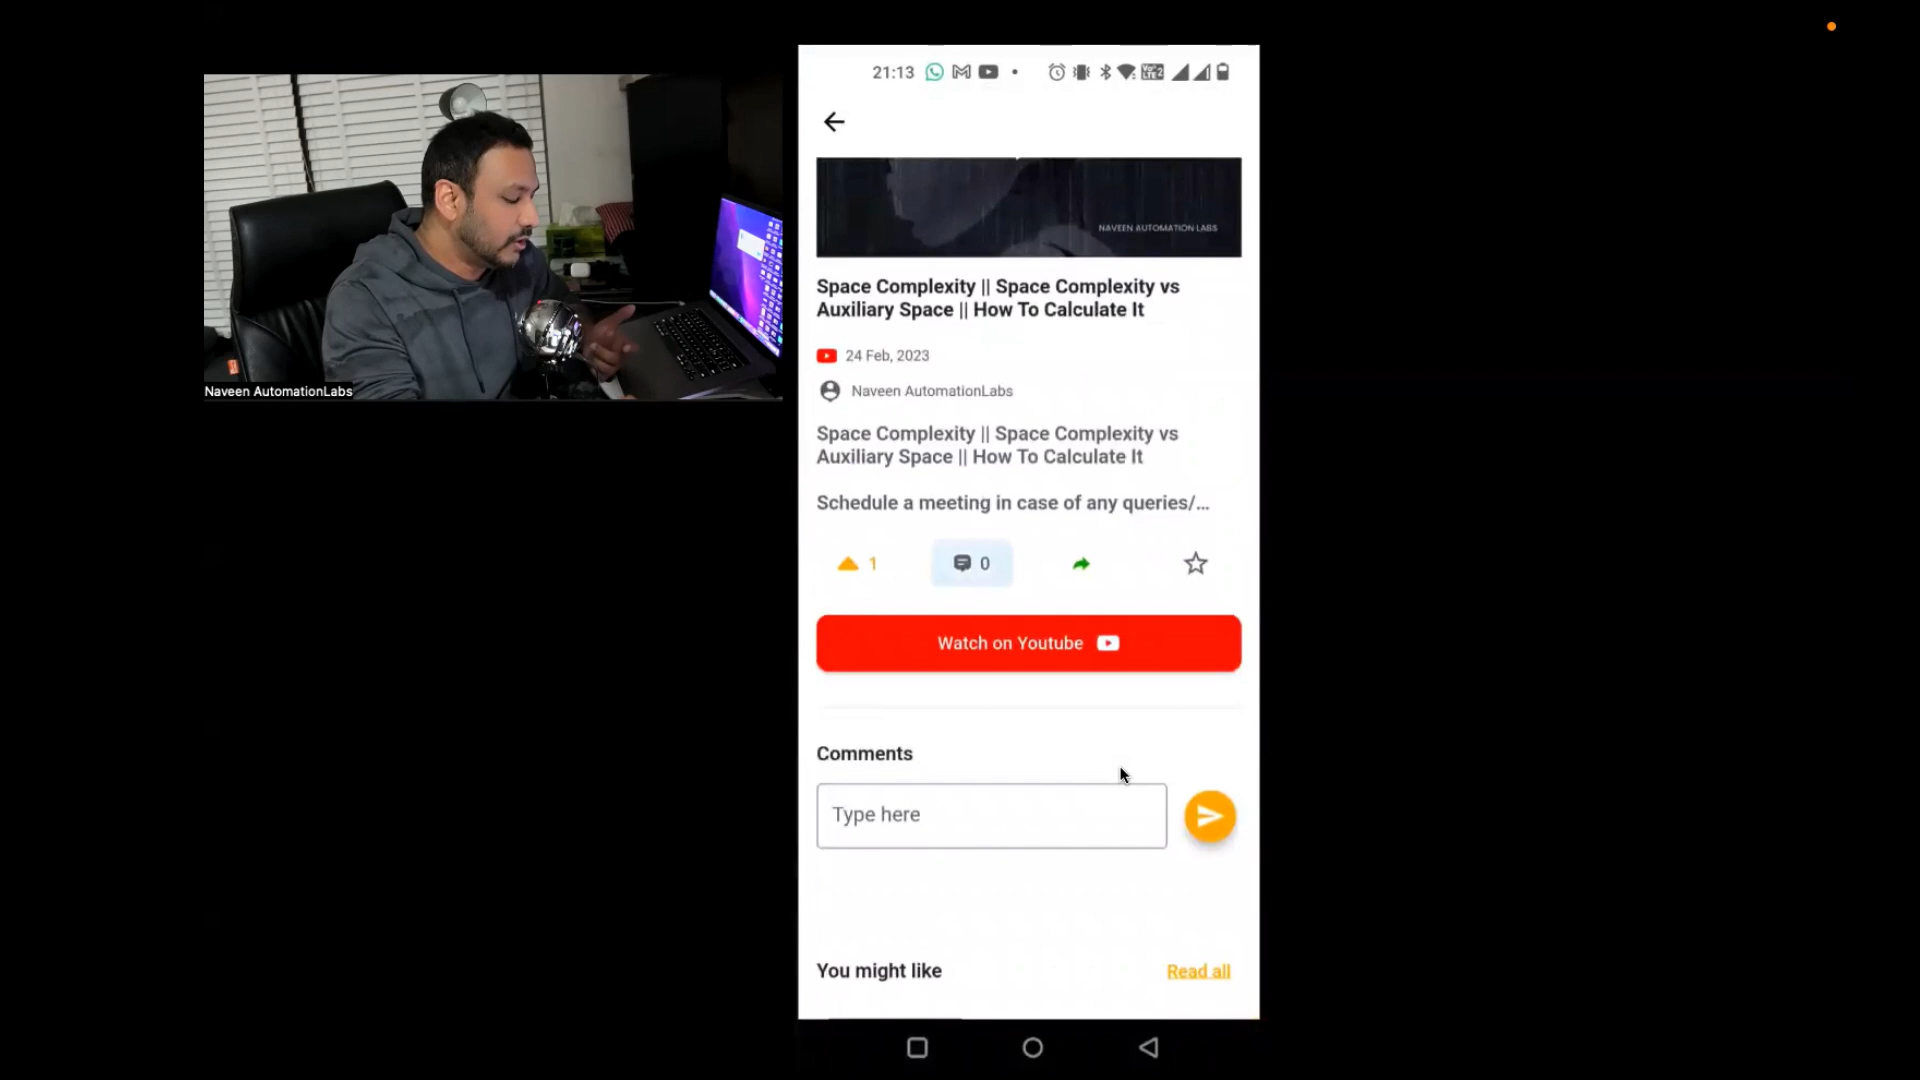 Naveen AutomationLabs
21:13
NAVEEN AUTOMATION LABS
Space Complexity || Space Complexity vs
Auxiliary Space || How To Calculate It
24 Feb, 2023
Naveen AutomationLabs
Space Complexity || Space Complexity vs
Auxiliary Space || How To Calculate It
Schedule a meeting in case of any queries/...
1
0
Watch on Youtube
Comments
Type here
You might like
Read all